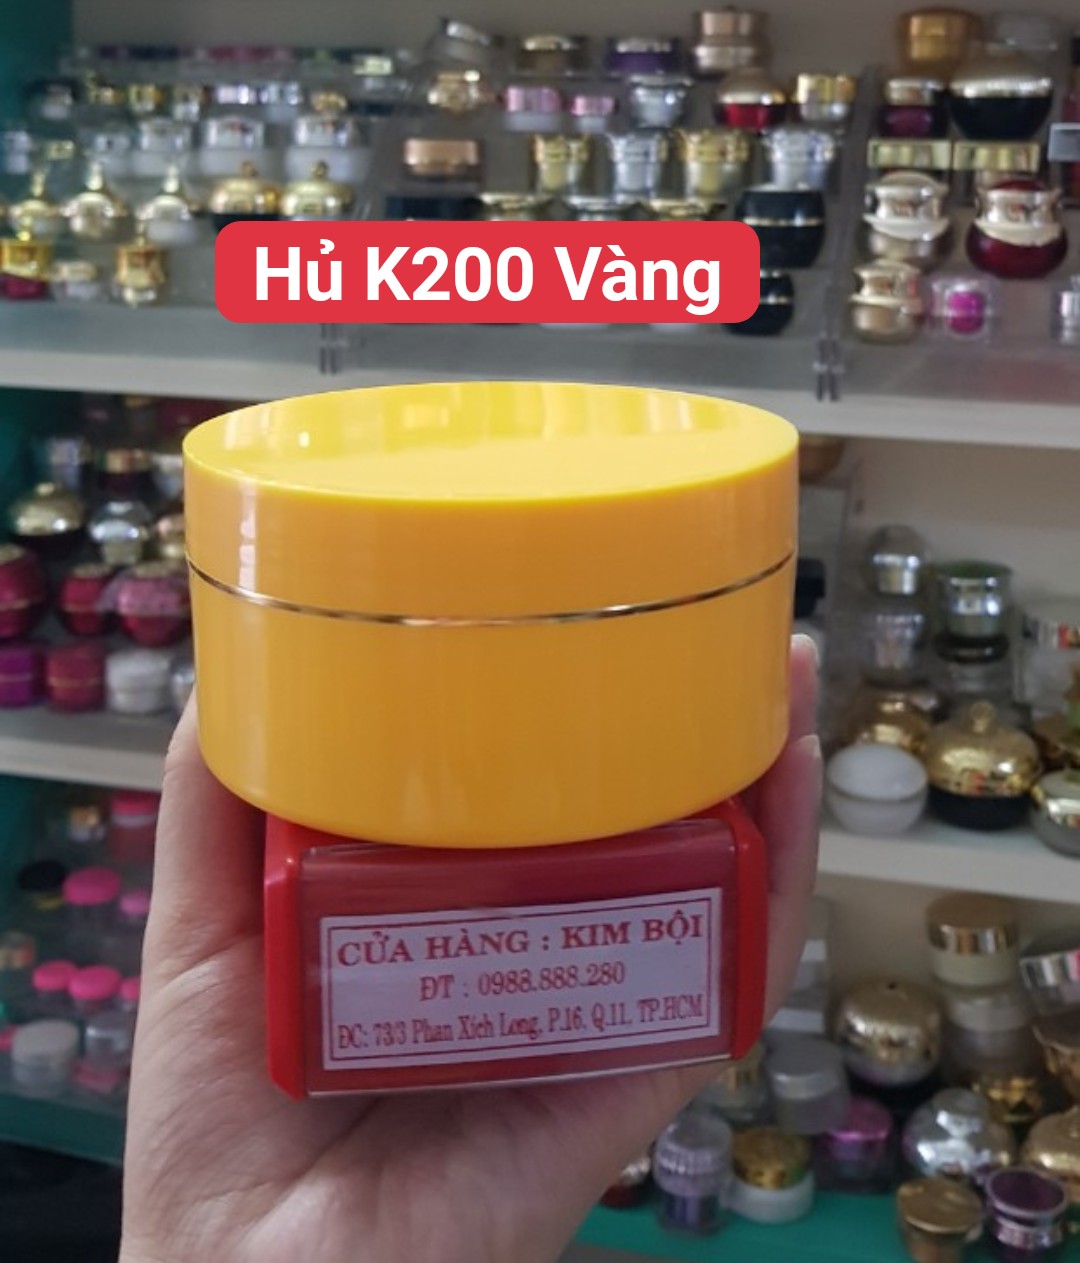 Hủ K200 Vàng
CỬA HÀNG : KIM BỘI
ĐT : 0988.888.280
ĐC: 73/3 Phan Xích Long, P.16, Q.11, TP.HCM